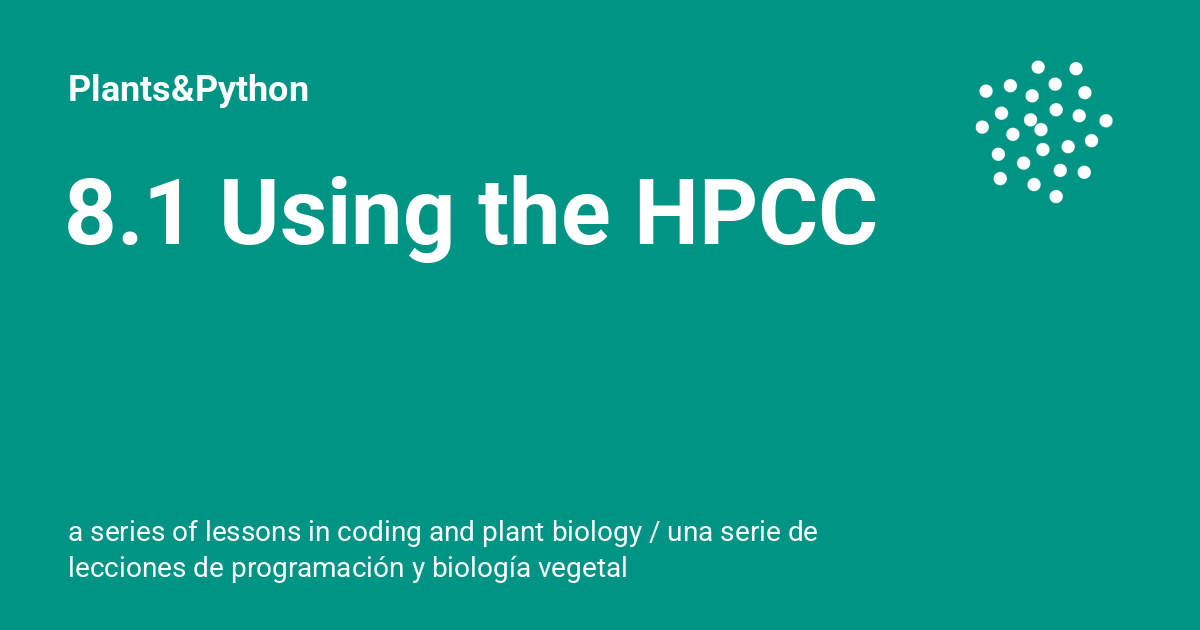 Plants&Python
8.1 Using the HPCC
a series of lessons in coding and plant biology / una serie de
lecciones de programación y biología vegetal